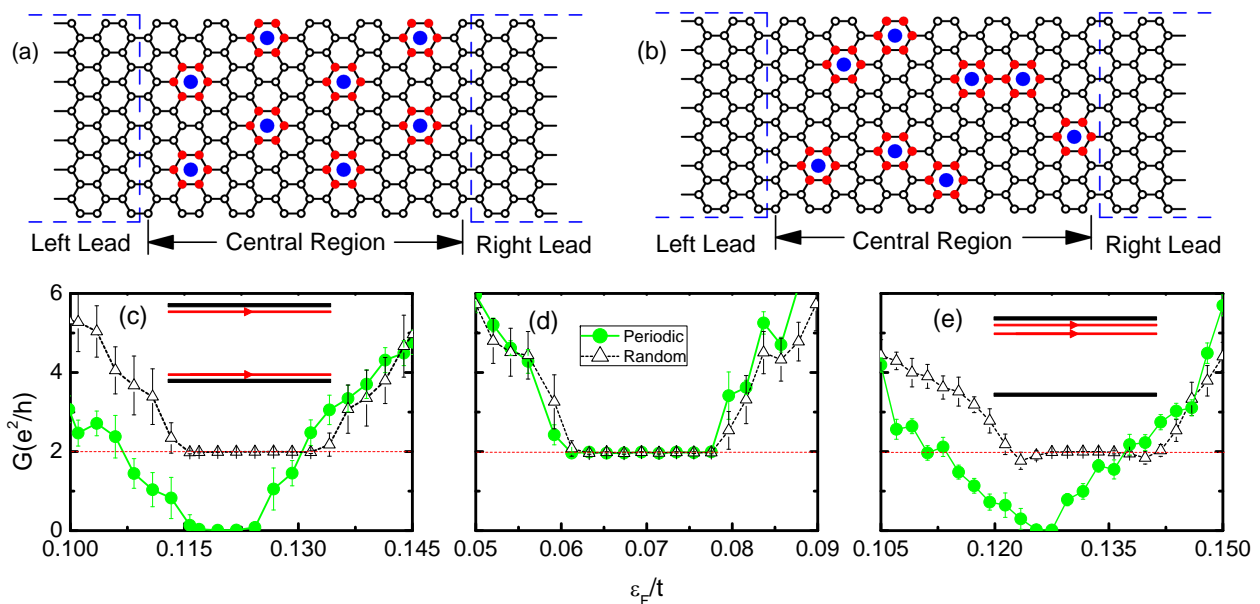 (a)
Left Lead
Central Region
Right Lead
(b)
Left Lead
Central Region
Right Lead
G(e²/h)
6
4
2
0
(c)
0.100
0.115
0.130
0.145
(d)
Periodic
Random
0.05
0.06
0.07
0.08
0.09
(e)
0.105
0.120
0.135
0.150
ε_F/t